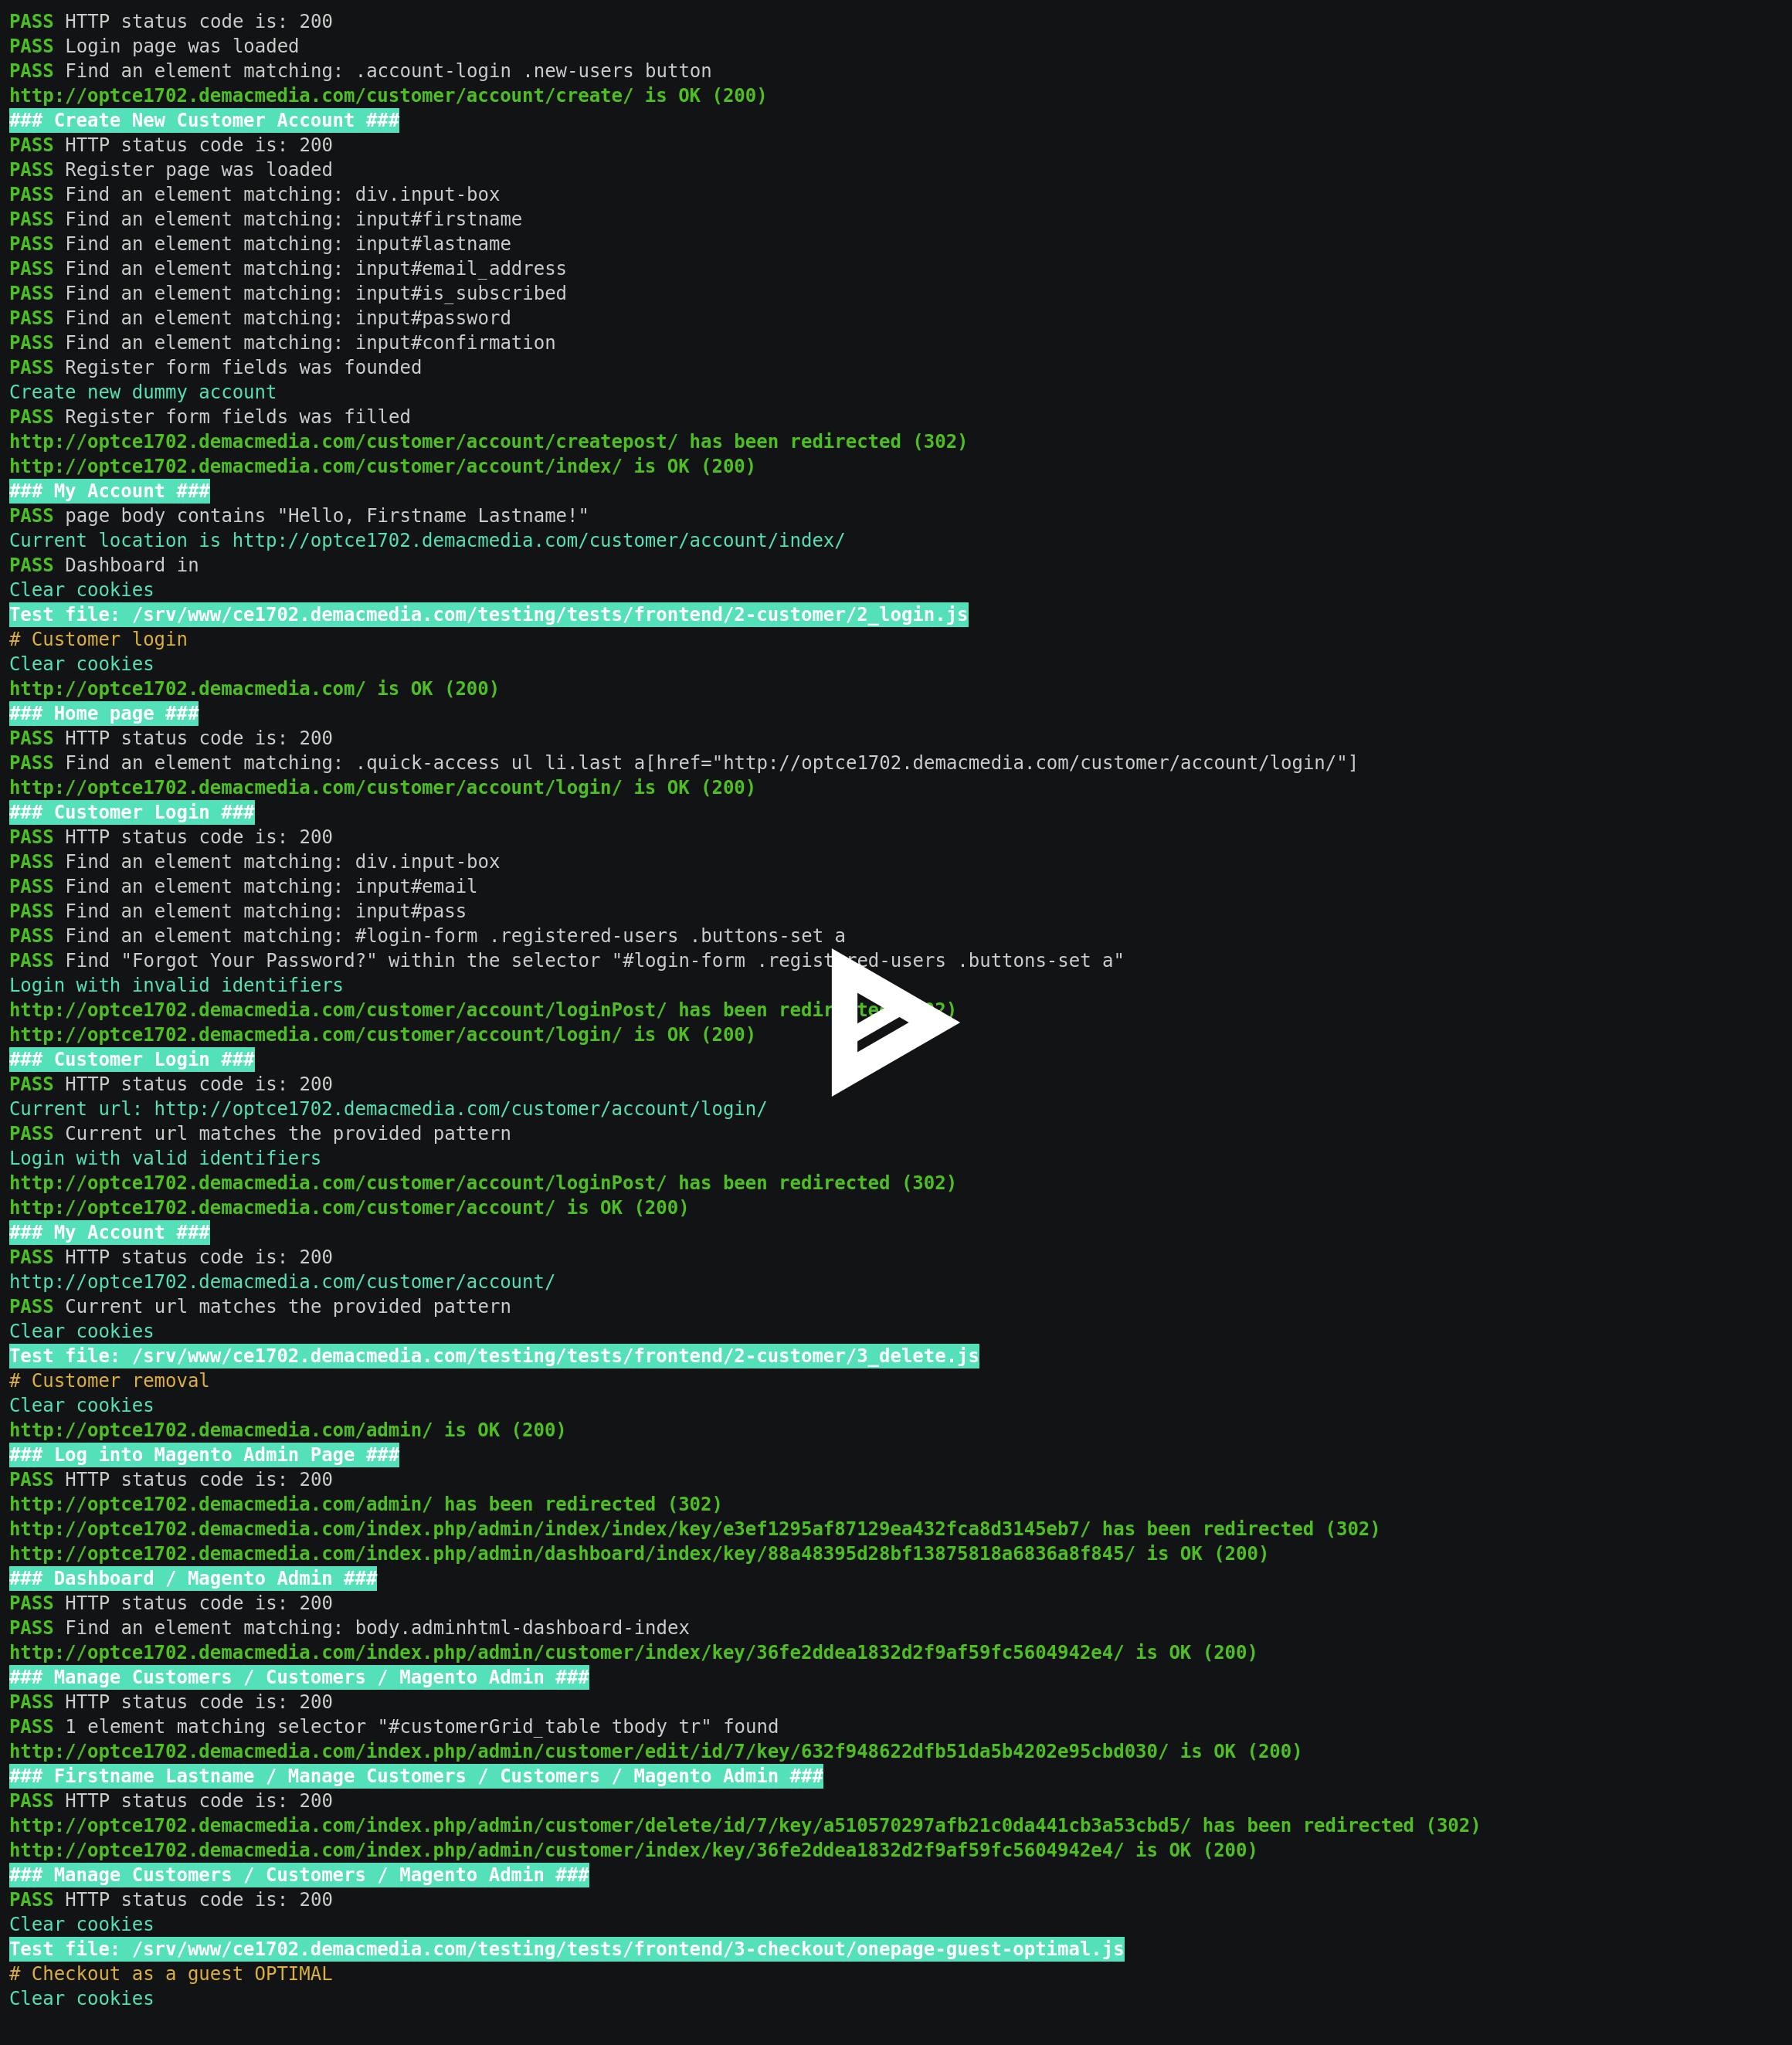 PASS HTTP status code is: 200
PASS Login page was loaded
PASS Find an element matching: .account-login .new-users button
http://optce1702.demacmedia.com/customer/account/create/ is OK (200)
### Create New Customer Account ###
PASS HTTP status code is: 200
PASS Register page was loaded
PASS Find an element matching: div.input-box
PASS Find an element matching: input#firstname
PASS Find an element matching: input#lastname
PASS Find an element matching: input#email_address
PASS Find an element matching: input#is_subscribed
PASS Find an element matching: input#password
PASS Find an element matching: input#confirmation
PASS Register form fields was founded
Create new dummy account
PASS Register form fields was filled
http://optce1702.demacmedia.com/customer/account/createpost/ has been redirected (302)
http://optce1702.demacmedia.com/customer/account/index/ is OK (200)
### My Account ###
PASS page body contains "Hello, Firstname Lastname!"
Current location is http://optce1702.demacmedia.com/customer/account/index/
PASS Dashboard in
Clear cookies
Test file: /srv/www/ce1702.demacmedia.com/testing/tests/frontend/2-customer/2_login.js
# Customer login
Clear cookies
http://optce1702.demacmedia.com/ is OK (200)
### Home page ###
PASS HTTP status code is: 200
PASS Find an element matching: .quick-access ul li.last a[href="http://optce1702.demacmedia.com/customer/account/login/"]
http://optce1702.demacmedia.com/customer/account/login/ is OK (200)
### Customer Login ###
PASS HTTP status code is: 200
PASS Find an element matching: div.input-box
PASS Find an element matching: input#email
PASS Find an element matching: input#pass
PASS Find an element matching: #login-form .registered-users .buttons-set a
PASS Find "Forgot Your Password?" within the selector "#login-form .registered-users .buttons-set a"
Login with invalid identifiers
http://optce1702.demacmedia.com/customer/account/loginPost/ has been
http://optce1702.demacmedia.com/customer/account/login/ is OK (200)
### Customer Login ###
PASS HTTP status code is: 200
Current url: http://optce1702.demacmedia.com/customer/account/login/
PASS Current url matches the provided pattern
Login with valid identifiers
http://optce1702.demacmedia.com/customer/account/loginPost/ has been redirected (302)
http://optce1702.demacmedia.com/customer/account/ is OK (200)
### My Account ###
PASS HTTP status code is: 200
http://optce1702.demacmedia.com/customer/account/
PASS Current url matches the provided pattern
Clear cookies
Test file: /srv/www/ce1702.demacmedia.com/testing/tests/frontend/2-customer/3_delete.js
# Customer removal
Clear cookies
http://optce1702.demacmedia.com/admin/ is OK (200)
### Log into Magento Admin Page ###
PASS HTTP status code is: 200
http://optce1702.demacmedia.com/admin/ has been redirected (302)
http://optce1702.demacmedia.com/index.php/admin/index/index/key/e3ef1295af87129ea432fca8d3145eb7/ has been redirected (302)
http://optce1702.demacmedia.com/index.php/admin/dashboard/index/key/88a48395d28bf13875818a6836a8f845/ is OK (200)
### Dashboard / Magento Admin ###
PASS HTTP status code is: 200
PASS Find an element matching: body.adminhtml-dashboard-index
http://optce1702.demacmedia.com/index.php/admin/customer/index/key/36fe2ddea1832d2f9af59fc5604942e4/ is OK (200)
### Manage Customers / Customers / Magento Admin ###
PASS HTTP status code is: 200
PASS 1 element matching selector "#customerGrid_table tbody tr" found
http://optce1702.demacmedia.com/index.php/admin/customer/edit/id/7/key/632f948622dfb51da5b4202e95cbd030/ is OK (200)
### Firstname Lastname / Manage Customers / Customers / Magento Admin ###
PASS HTTP status code is: 200
http://optce1702.demacmedia.com/index.php/admin/customer/delete/id/7/key/a510570297afb21c0da441cb3a53cbd5/ has been redirected (302)
http://optce1702.demacmedia.com/index.php/admin/customer/index/key/36fe2ddea1832d2f9af59fc5604942e4/ is OK (200)
### Manage Customers / Customers / Magento Admin ###
PASS HTTP status code is: 200
Clear cookies
Test file: /srv/www/ce1702.demacmedia.com/testing/tests/frontend/3-checkout/onepage-guest-optimal.js
# Checkout as a guest OPTIMAL
Clear cookies